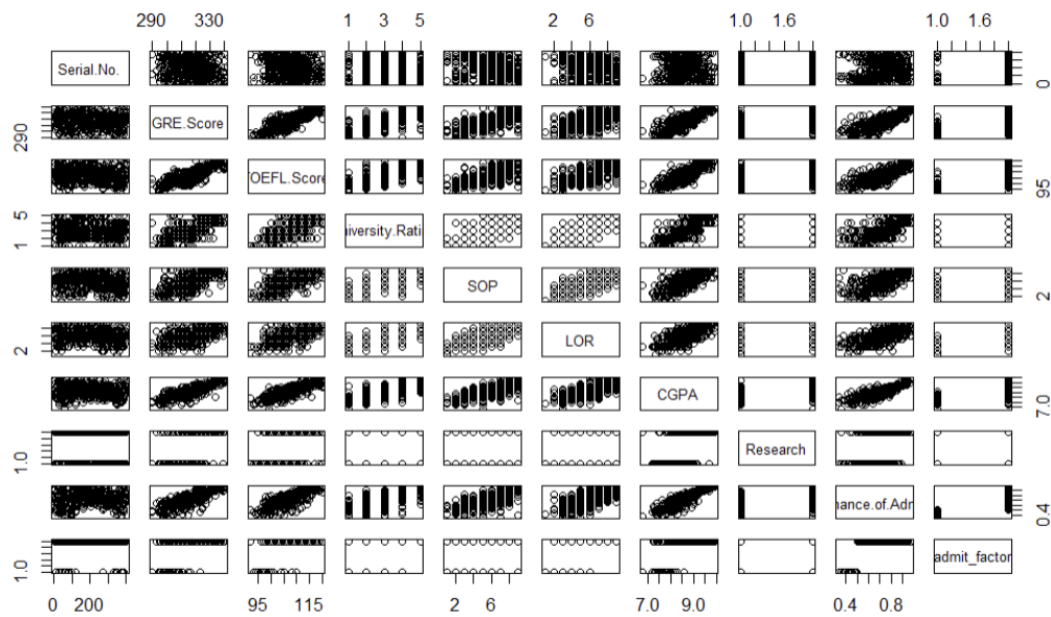 290 330 1 3 5 2 6 1.0 1.6 1.0 1.6
Serial.No. 0
290 GRE.Score
OEFL.Score 95
1 5 iversity.Rati
SOP 2
2 LOR
CGPA 7.0
1.0 Research
hance.of.Adm 0.4
1.0 admit_factor
0 200 95 115 2 6 7.0 9.0 0.4 0.8